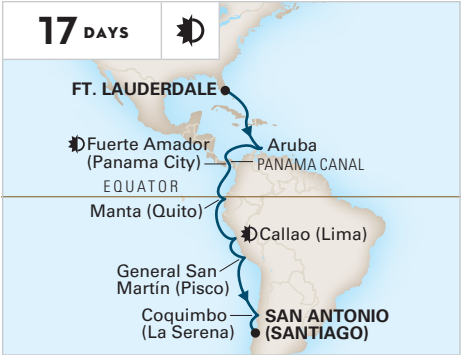 17 DAYS
FT. LAUDERDALE
Fuerte Amador
(Panama City)
Aruba
PANAMA CANAL
EQUATOR
Manta (Quito)
Callao (Lima)
General San
Martín (Pisco)
Coquimbo
(La Serena)
SAN ANTONIO
(SANTIAGO)